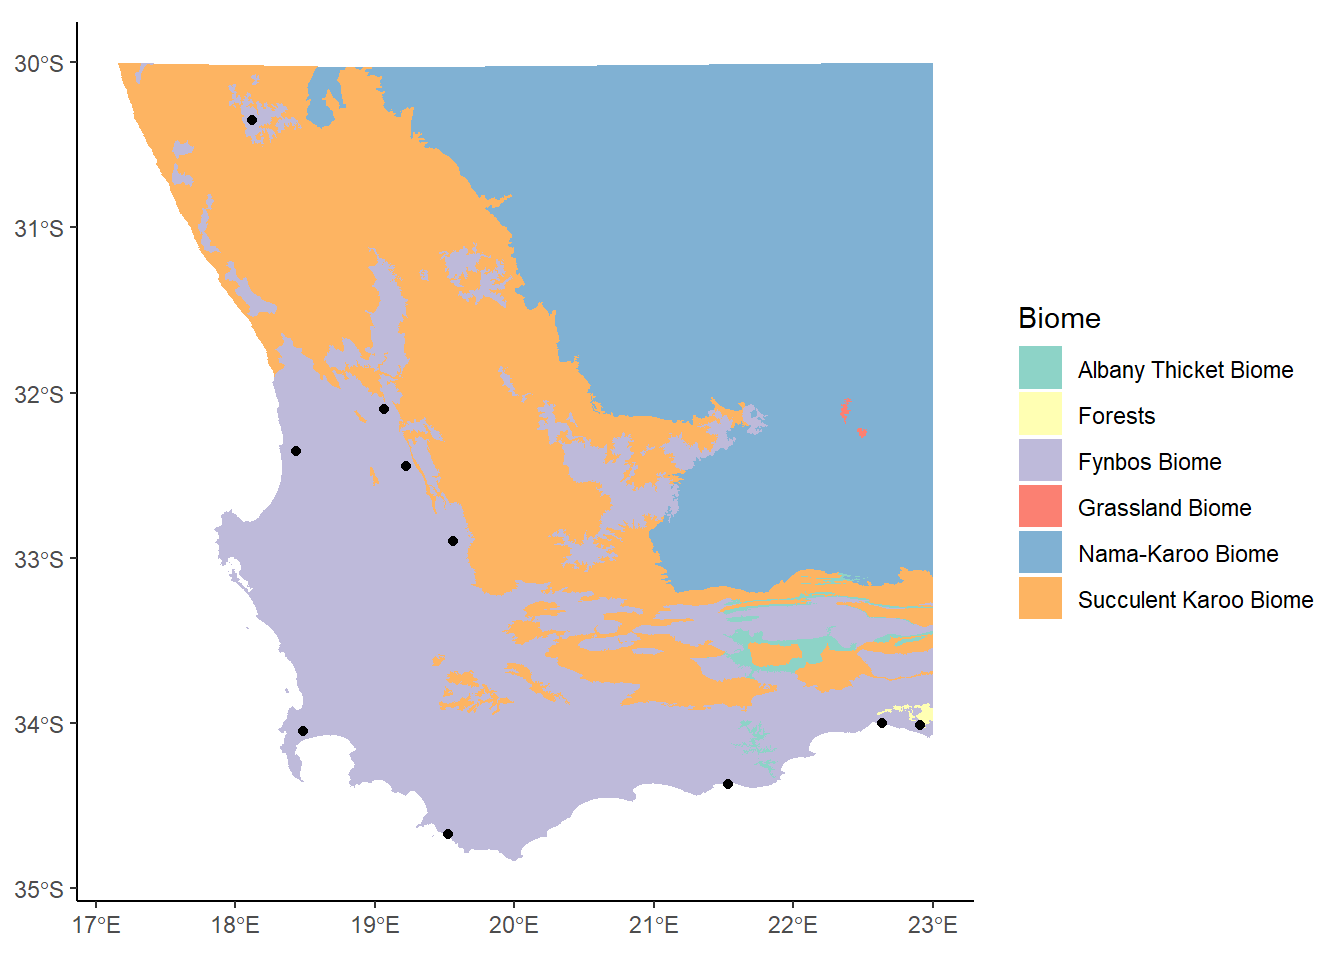 30°S
31°S
32°S
33°S
34°S
35°S
17°E
18°E
19°E
20°E
21°E
22°E
23°E
Biome
Albany Thicket Biome
Forests
Fynbos Biome
Grassland Biome
Nama-Karoo Biome
Succulent Karoo Biome